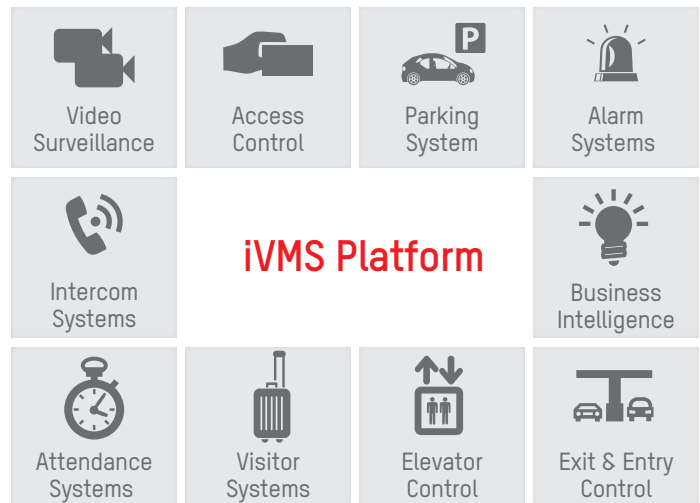 P
Video
Surveillance
Access
Control
Parking
System
Alarm
Systems
Intercom
Systems
iVMS Platform
Business
Intelligence
Attendance
Systems
Visitor
Systems
Elevator
Control
Exit & Entry
Control